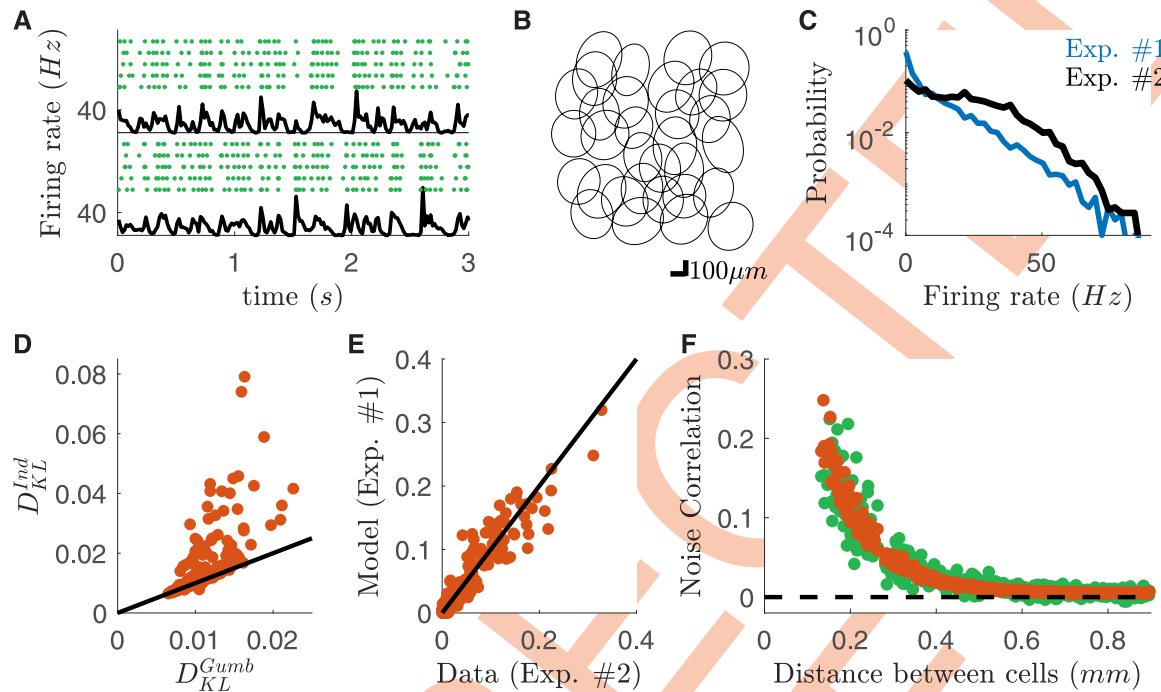 A
Firing rate (Hz)
40
40
0
1
2
3
time (s)
B
100μm
C
Probability
10^0
10^-2
10^-4
0
50
Firing rate (Hz)
Exp. #1
Exp. #2
D
D_KL^Ind
0.08
0.06
0.04
0.02
0
0
0.01
0.02
D_KL^Gumb
E
Model (Exp. #1)
0.4
0.3
0.2
0.1
0
0
0.2
0.4
Data (Exp. #2)
F
Noise Correlation
0.3
0.2
0.1
0
0
0.2
0.4
0.6
0.8
Distance between cells (mm)